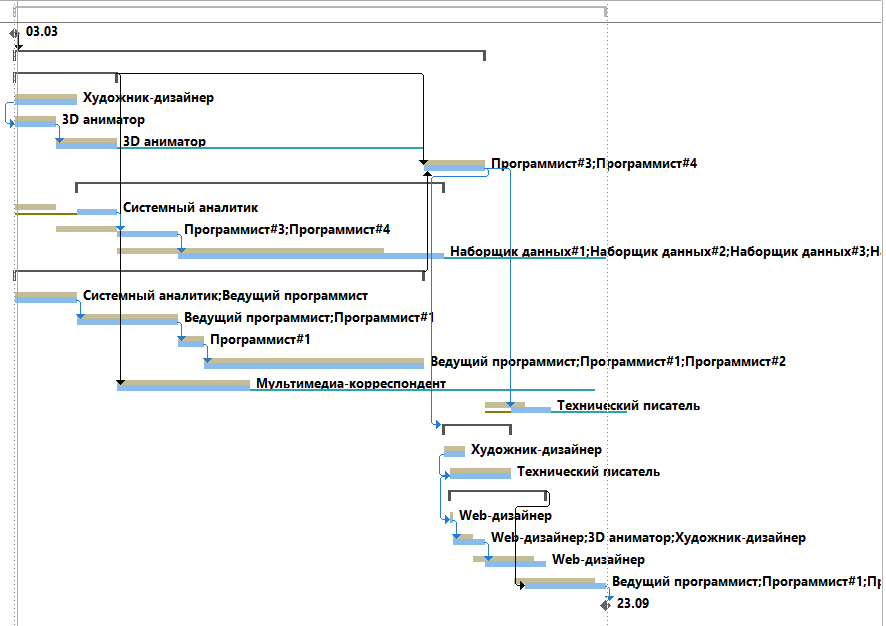 03.03
Художник-дизайнер
3D аниматор
3D аниматор
Программист#3;Программист#4
Системный аналитик
Программист#3;Программист#4
Наборщик данных#1;Наборщик данных#2;Наборщик данных#3;На
Системный аналитик;Ведущий программист
Ведущий программист;Программист#1
Программист#1
Ведущий программист;Программист#1;Программист#2
Мультимедиа-корреспондент
Технический писатель
Художник-дизайнер
Технический писатель
Web-дизайнер
Web-дизайнер;3D аниматор;Художник-дизайнер
Web-дизайнер
Ведущий программист;Программист#1;Пр
23.09